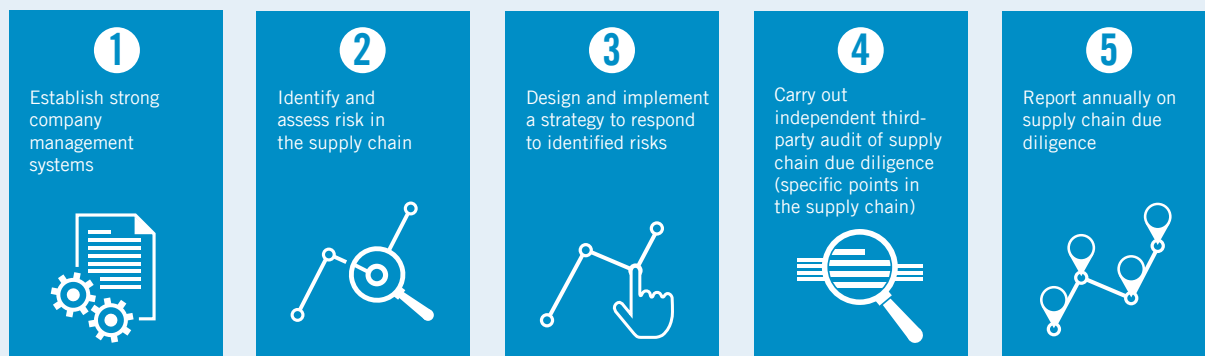 1
Establish strong
company
management
systems
2
Identify and
assess risk in
the supply chain
3
Design and implement
a strategy to respond
to identified risks
4
Carry out
independent third-
party audit of supply
chain due diligence
(specific points in
the supply chain)
5
Report annually on
supply chain due
diligence